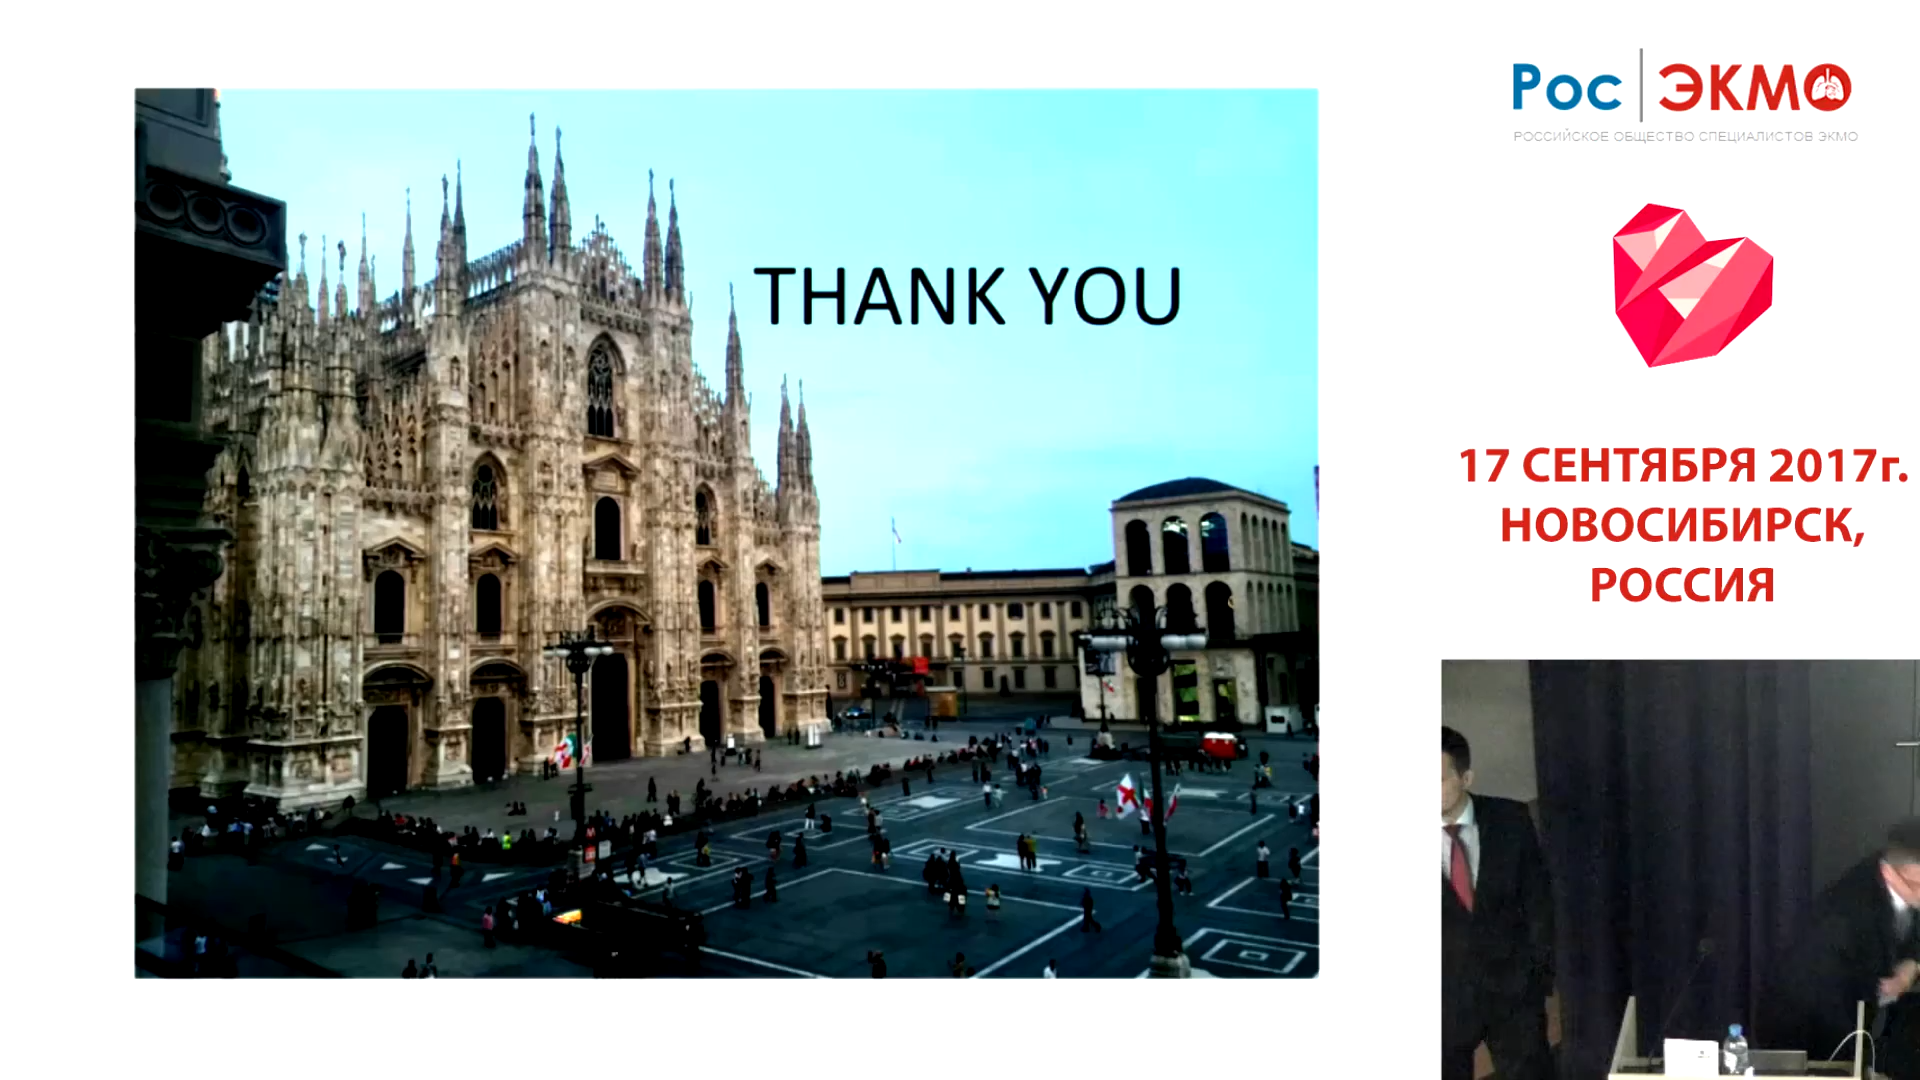 THANK YOU
Рос ЭКМО
РОССИЙСКОЕ ОБЩЕСТВО СПЕЦИАЛИСТОВ ЭКМО
17 СЕНТЯБРЯ 2017г.
НОВОСИБИРСК,
РОССИЯ